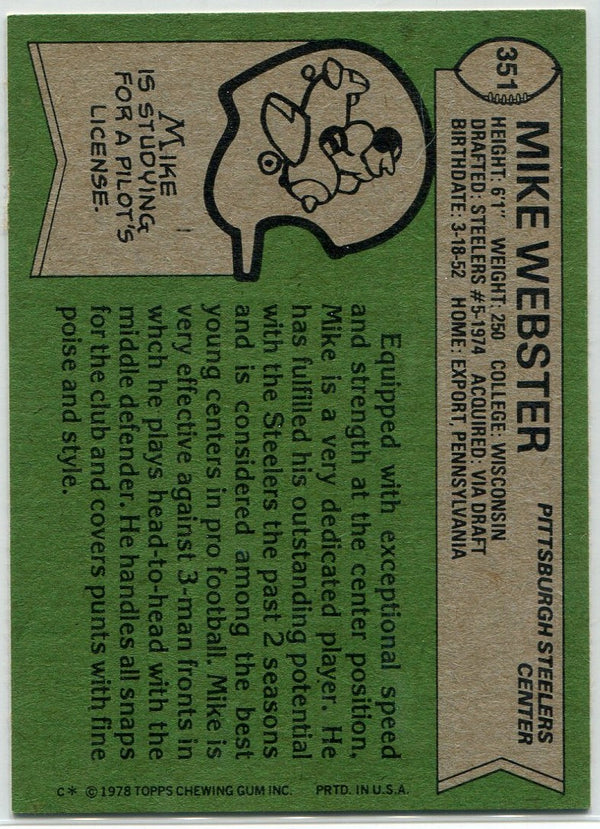 351
MIKE WEBSTER
PITTSBURGH STEELERS
CENTER
HEIGHT: 6'1" WEIGHT: 250 COLLEGE: WISCONSIN
DRAFTED: STEELERS #5-1974 ACQUIRED: VIA DRAFT
BIRTHDATE: 3-18-52 HOME: EXPORT, PENNSYLVANIA
MIKE
IS STUDYING
FOR A PILOT'S
LICENSE.
Equipped with exceptional speed
and strength at the center position,
Mike is a very dedicated player. He
has fulfilled his outstanding potential
with the Steelers the past 2 seasons
and is considered among the best
young centers in pro football. Mike is
very effective against 3-man fronts in
whch he plays head-to-head with the
middle defender. He handles all snaps
for the club and covers punts with fine
poise and style.
C* © 1978 TOPPS CHEWING GUM INC. PRTD. IN U.S.A.